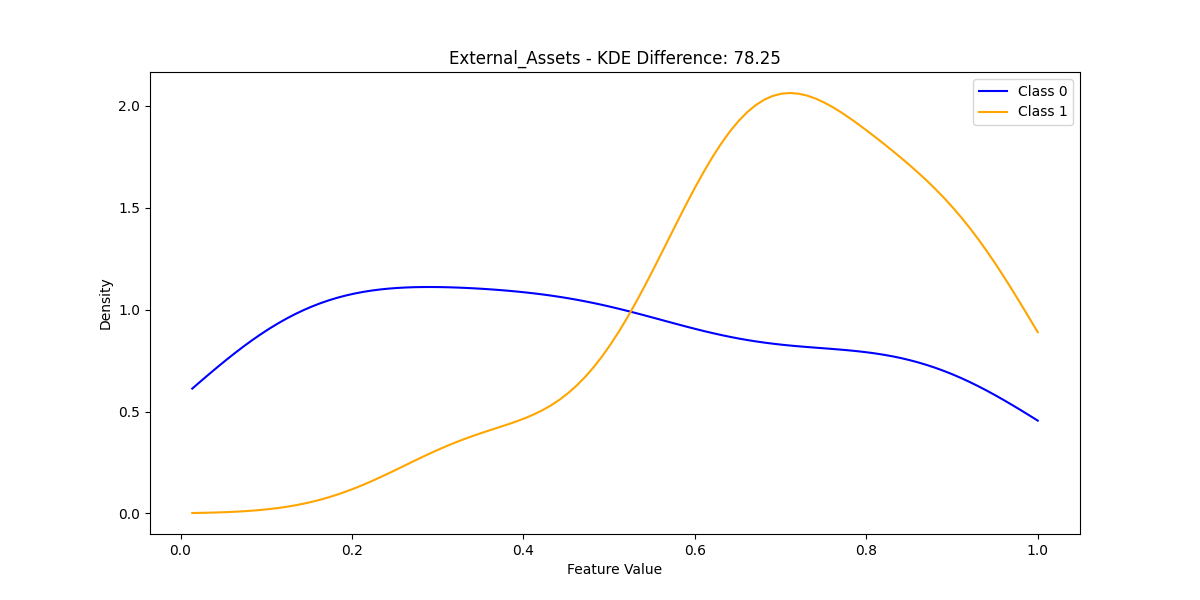 External_Assets - KDE Difference: 78.25
Class 0
Class 1
2.0
1.5
1.0
0.5
0.0
Density
0.0 0.2 0.4 0.6 0.8 1.0
Feature Value